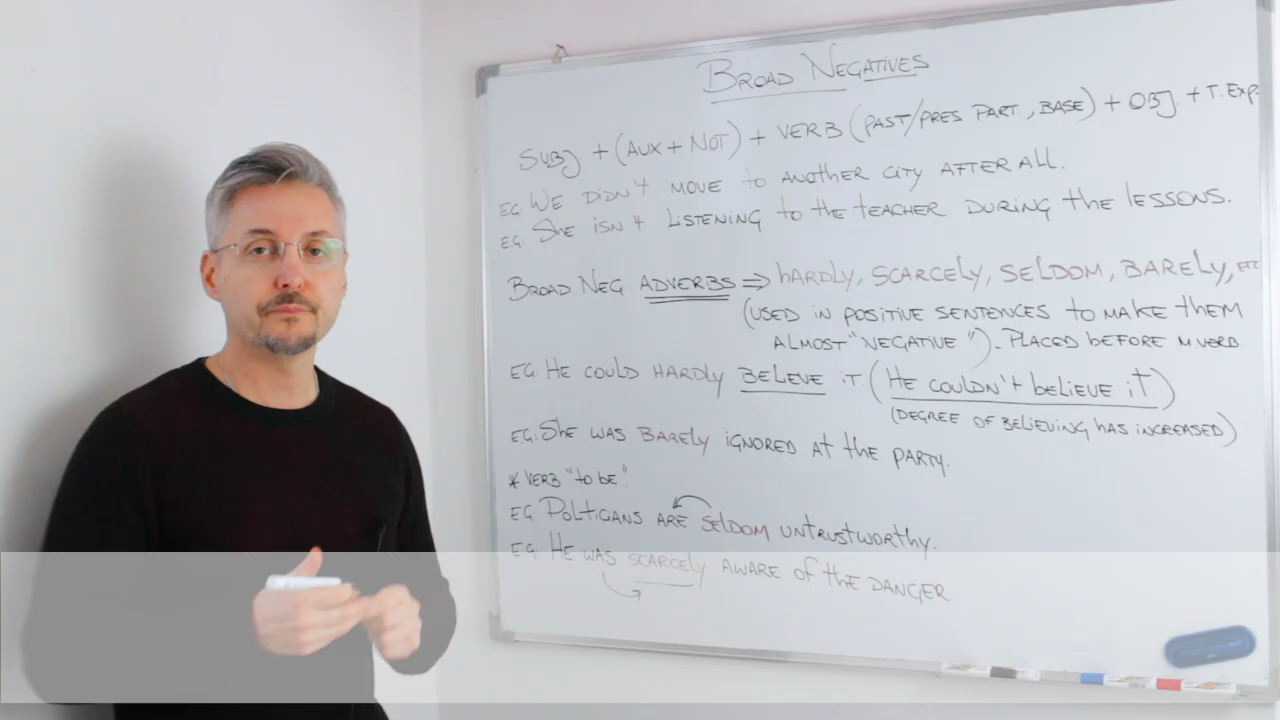 BROAD NEGATIVES
SUBJ + (AUX + NOT) + VERB (PAST/PRES PART., BASE) + OBJ. + T. EXP.
EG. WE DIDN'T MOVE TO ANOTHER CITY AFTER ALL.
EG. SHE ISN'T LISTENING TO THE TEACHER DURING THE LESSONS.
BROAD NEG ADVERBS ⇒ HARDLY, SCARCELY, SELDOM, BARELY, ETC
(USED IN POSITIVE SENTENCES TO MAKE THEM
ALMOST "NEGATIVE"). PLACED BEFORE M.VERB.
EG. HE COULD HARDLY BELEVE IT. (HE COULDN'T BELIEVE IT.)
(DEGREE OF BELIEVING HAS INCREASED)
EG. SHE WAS BARELY IGNORED AT THE PARTY.
* VERB "TO BE".
EG. POLITICIANS ARE SELDOM UNTRUSTWORTHY.
EG. HE WAS SCARCELY AWARE OF THE DANGER